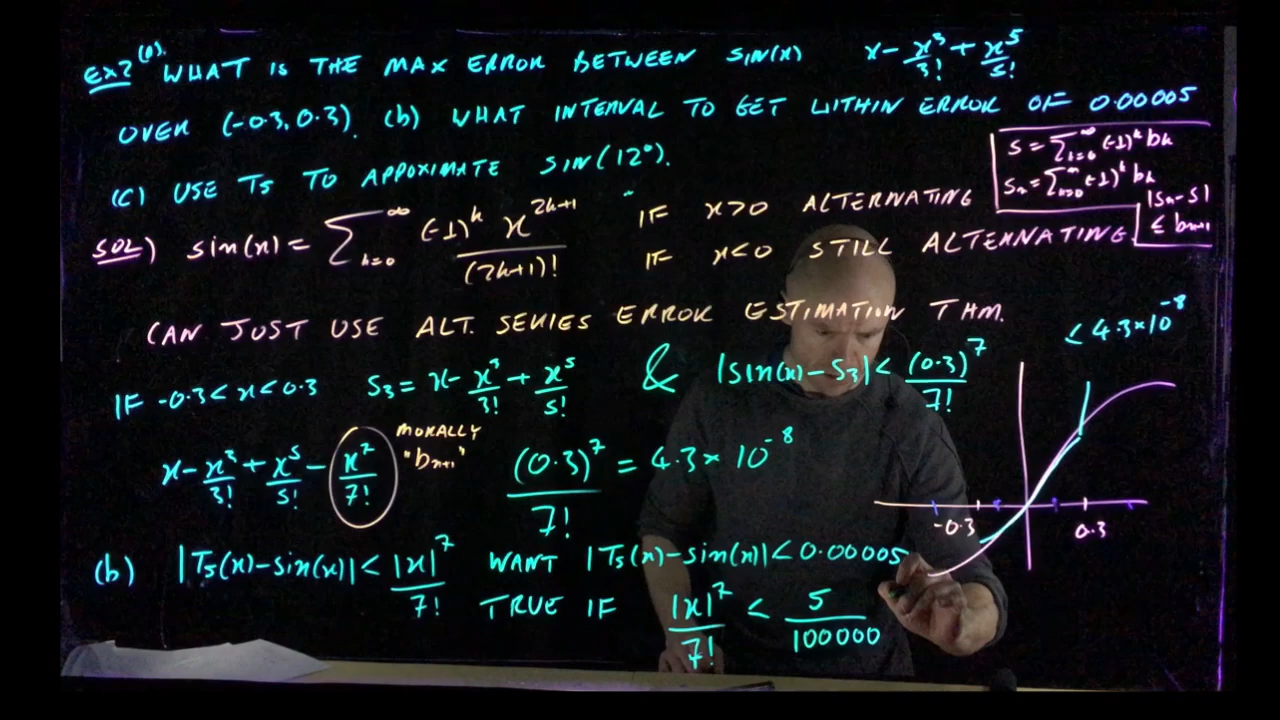 Ex2 (a). WHAT IS THE MAX ERROR BETWEEN SIN(x) x - x³/3! + x⁵/5!
OVER (-0.3, 0.3). (b) WHAT INTERVAL TO GET WITHIN ERROR OF 0.00005
(C) USE T5 TO APPOXIMATE SIN(12°).
S = ∑_{k=0}^∞ (-1)^k b_k
S_n = ∑_{k=0}^n (-1)^k b_k
|S_n - S| ≤ b_{n+1}
SOL) sin(x) = ∑_{k=0}^∞ (-1)^k x^{2k+1}/(2k+1)! IF x>0 ALTERNATING
IF x<0 STILL ALTERNATING.
CAN JUST USE ALT. SERIES ERROR ESTIMATION THM.
< 4.3×10⁻⁸
IF -0.3 < x < 0.3 S₃ = x - x³/3! + x⁵/5! & |sin(x) - S₃| < (0.3)⁷/7!
x - x³/3! + x⁵/5! - x⁷/7! MORALLY "b_{n+1}" (0.3)⁷/7! = 4.3×10⁻⁸
-0.3 0.3
(b) |T5(x) - sin(x)| < |x|⁷/7! WANT |T5(x) - sin(x)| < 0.00005
TRUE IF |x|⁷/7! < 5/100000